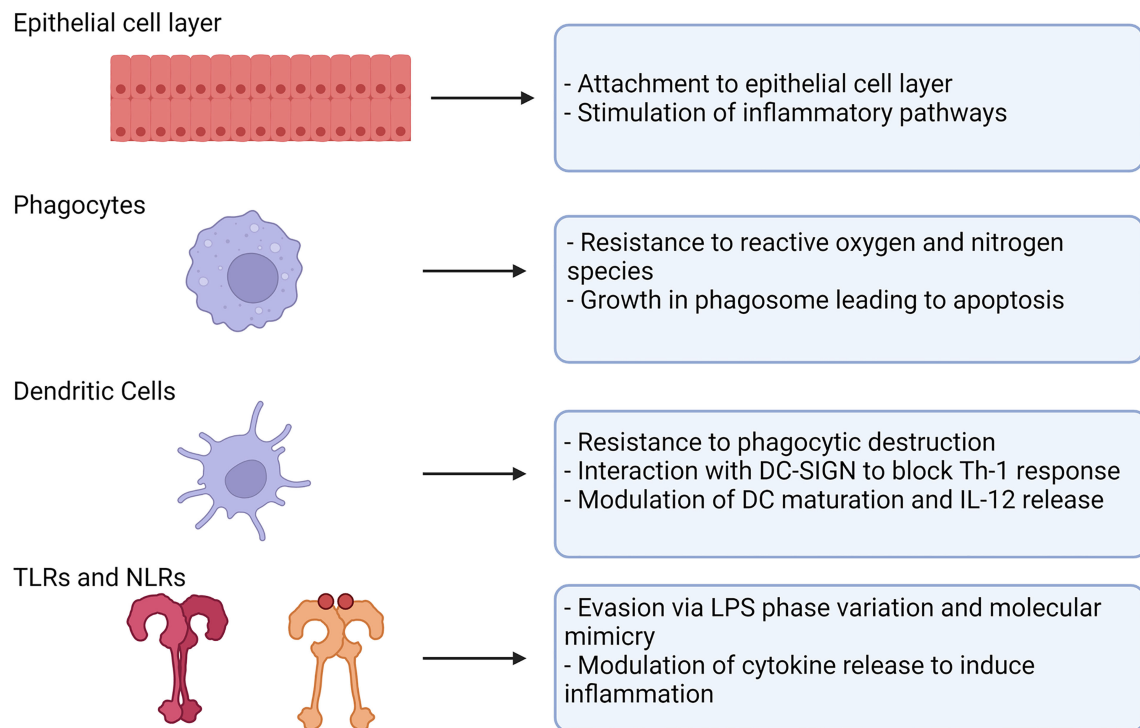 Epithelial cell layer
- Attachment to epithelial cell layer
- Stimulation of inflammatory pathways
Phagocytes
- Resistance to reactive oxygen and nitrogen
species
- Growth in phagosome leading to apoptosis
Dendritic Cells
- Resistance to phagocytic destruction
- Interaction with DC-SIGN to block Th-1 response
- Modulation of DC maturation and IL-12 release
TLRs and NLRs
- Evasion via LPS phase variation and molecular
mimicry
- Modulation of cytokine release to induce
inflammation